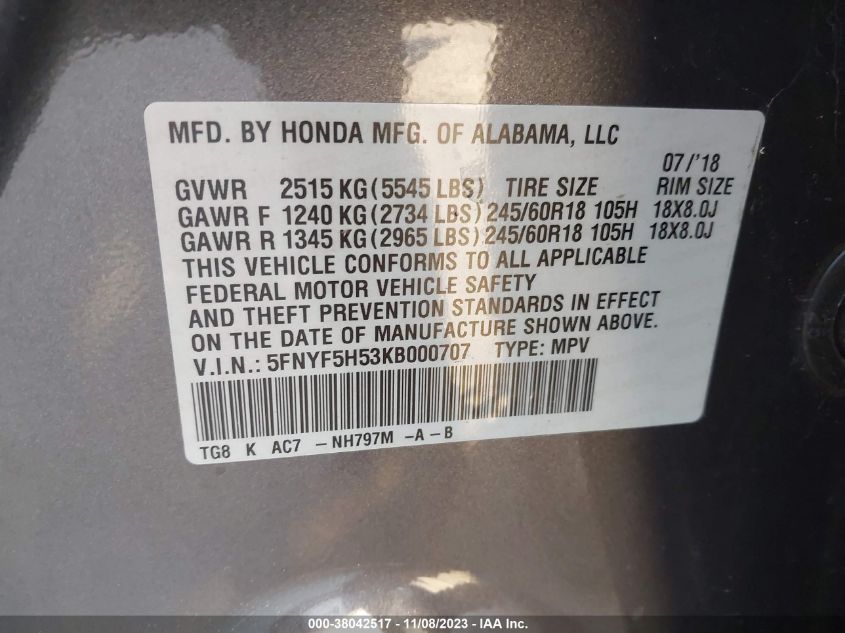 MFD. BY HONDA MFG. OF ALABAMA, LLC
07/'18
GVWR 2515 KG (5545 LBS) TIRE SIZE RIM SIZE
GAWR F 1240 KG (2734 LBS) 245/60R18 105H 18X8.0J
GAWR R 1345 KG (2965 LBS) 245/60R18 105H 18X8.0J
THIS VEHICLE CONFORMS TO ALL APPLICABLE
FEDERAL MOTOR VEHICLE SAFETY
AND THEFT PREVENTION STANDARDS IN EFFECT
ON THE DATE OF MANUFACTURE SHOWN ABOVE.
V.I.N.: 5FNYF5H53KB000707 TYPE: MPV
TG8 K AC7 -NH797M -A-B
000-38042517 - 11/08/2023 - IAA Inc.